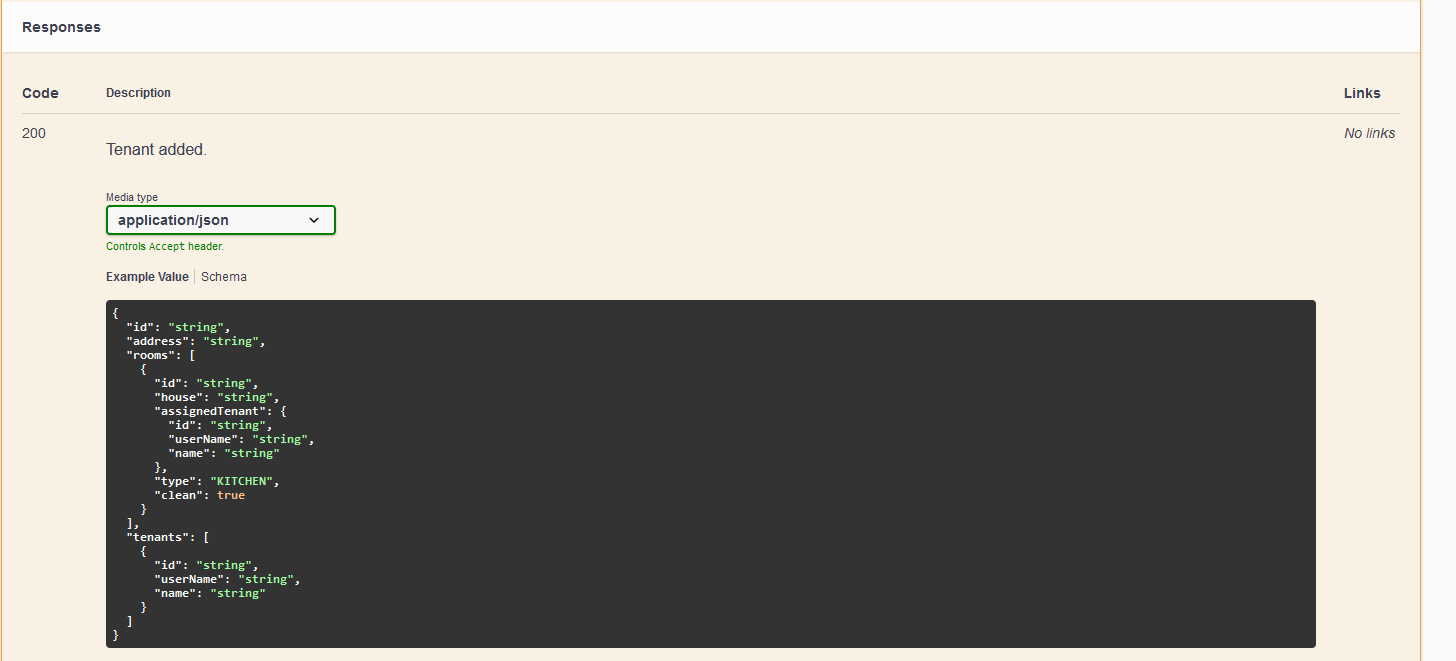 Responses
Code Description Links
200 Tenant added. No links
Media type
application/json
Controls Accept header.
Example Value Schema
{
  "id": "string",
  "address": "string",
  "rooms": [
    {
      "id": "string",
      "house": "string",
      "assignedTenant": {
        "id": "string",
        "userName": "string",
        "name": "string"
      },
      "type": "KITCHEN",
      "clean": true
    }
  ],
  "tenants": [
    {
      "id": "string",
      "userName": "string",
      "name": "string"
    }
  ]
}